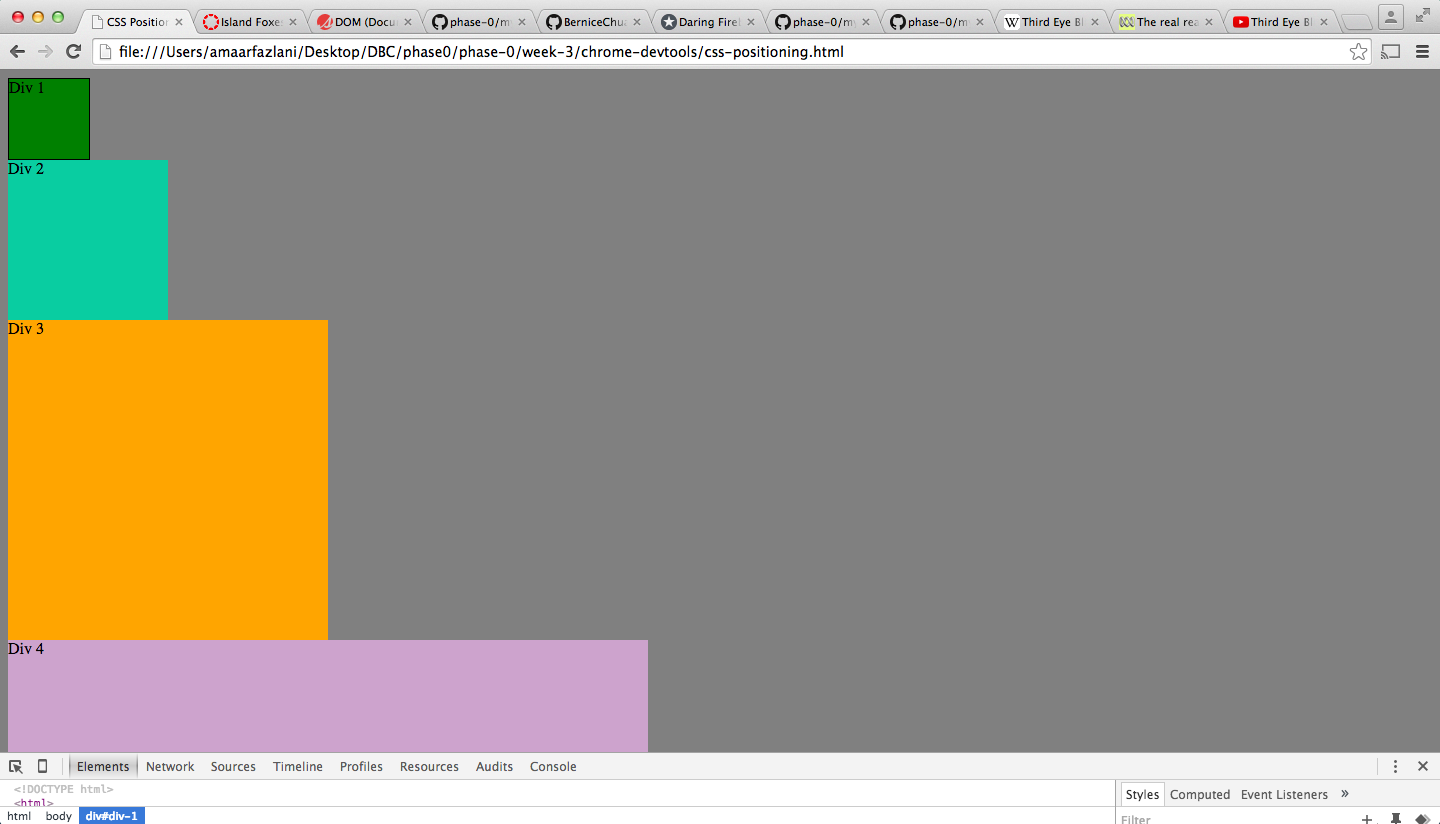 CSS Position
Island Foxes
DOM (Docu
phase-0/m
BerniceChua
Daring Fire
phase-0/my
phase-0/m
Third Eye Bl
The real rea
Third Eye Bl
file:///Users/amaarfazlani/Desktop/DBC/phase0/phase-0/week-3/chrome-devtools/css-positioning.html
Div 1
Div 2
Div 3
Div 4
Elements Network Sources Timeline Profiles Resources Audits Console
<!DOCTYPE html>
<html>
html body div#div-1
Styles Computed Event Listeners »
Filter